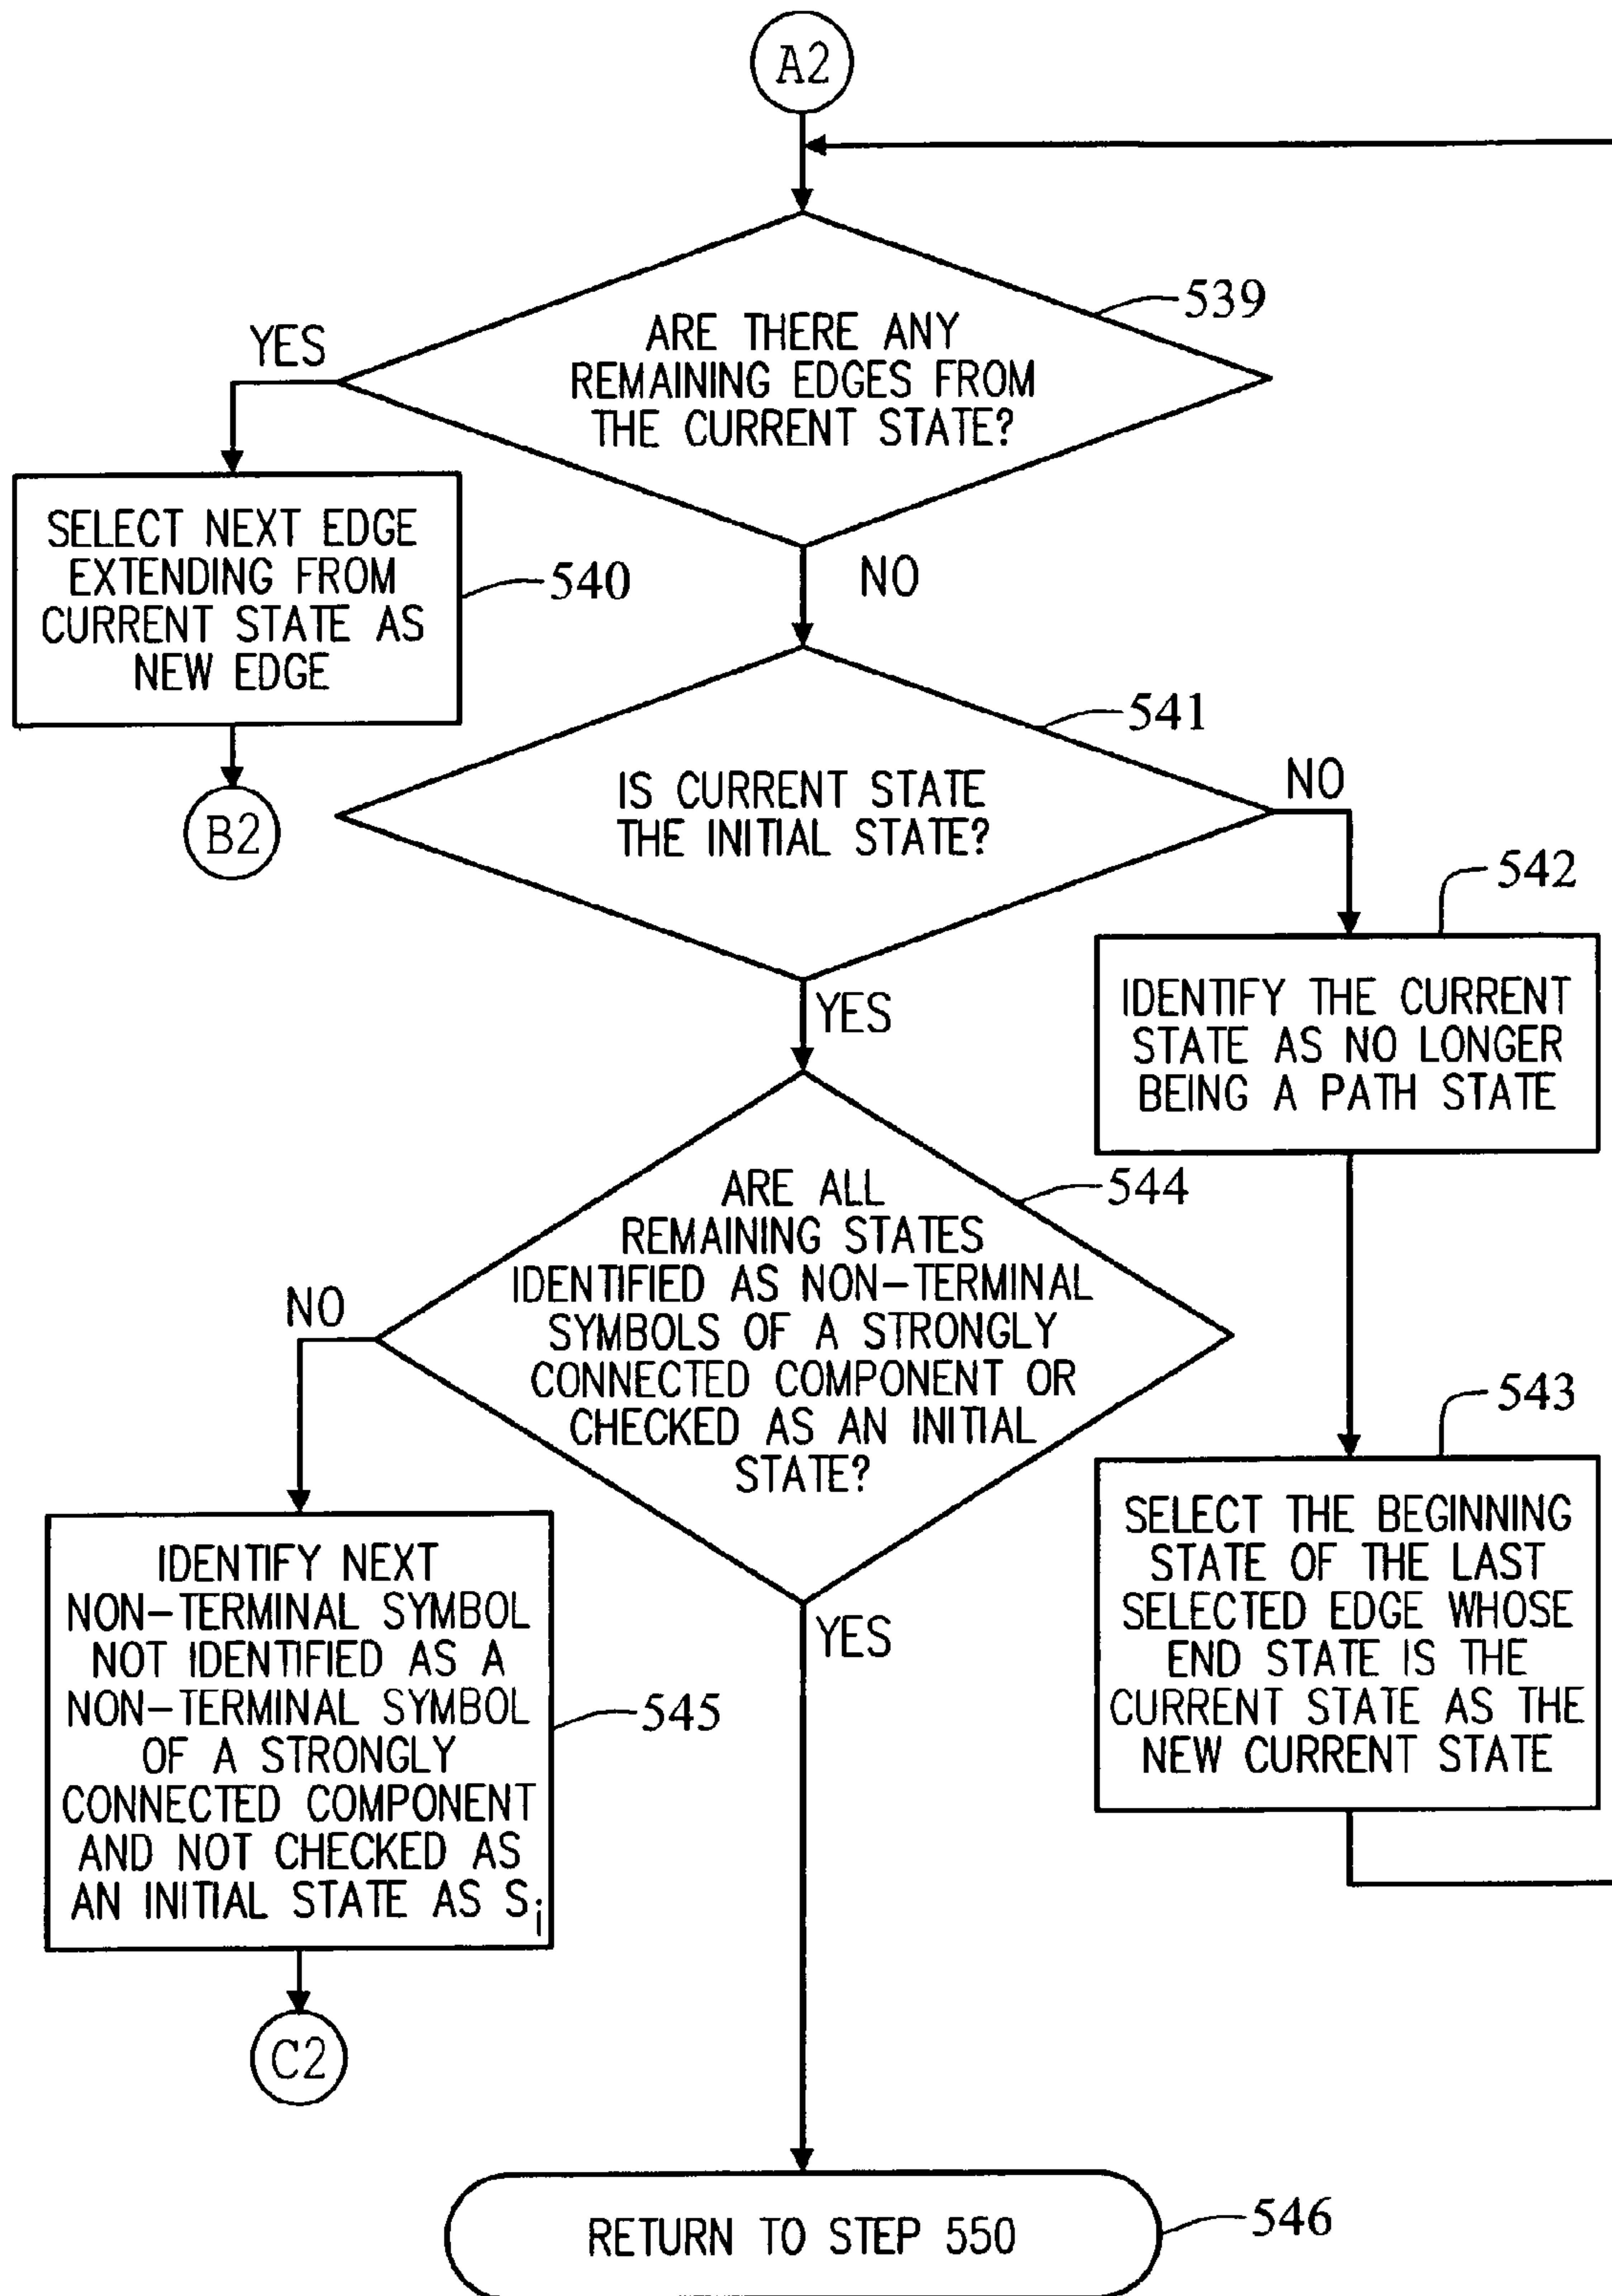 A2
539
ARE THERE ANY
REMAINING EDGES FROM
THE CURRENT STATE?
YES
NO
SELECT NEXT EDGE
EXTENDING FROM
CURRENT STATE AS
NEW EDGE
540
B2
541
IS CURRENT STATE
THE INITIAL STATE?
NO
YES
542
IDENTIFY THE CURRENT
STATE AS NO LONGER
BEING A PATH STATE
544
ARE ALL
REMAINING STATES
IDENTIFIED AS NON-TERMINAL
SYMBOLS OF A STRONGLY
CONNECTED COMPONENT OR
CHECKED AS AN INITIAL
STATE?
NO
YES
543
SELECT THE BEGINNING
STATE OF THE LAST
SELECTED EDGE WHOSE
END STATE IS THE
CURRENT STATE AS THE
NEW CURRENT STATE
IDENTIFY NEXT
NON-TERMINAL SYMBOL
NOT IDENTIFIED AS A
NON-TERMINAL SYMBOL
OF A STRONGLY
CONNECTED COMPONENT
AND NOT CHECKED AS
AN INITIAL STATE AS Si
545
C2
RETURN TO STEP 550
546